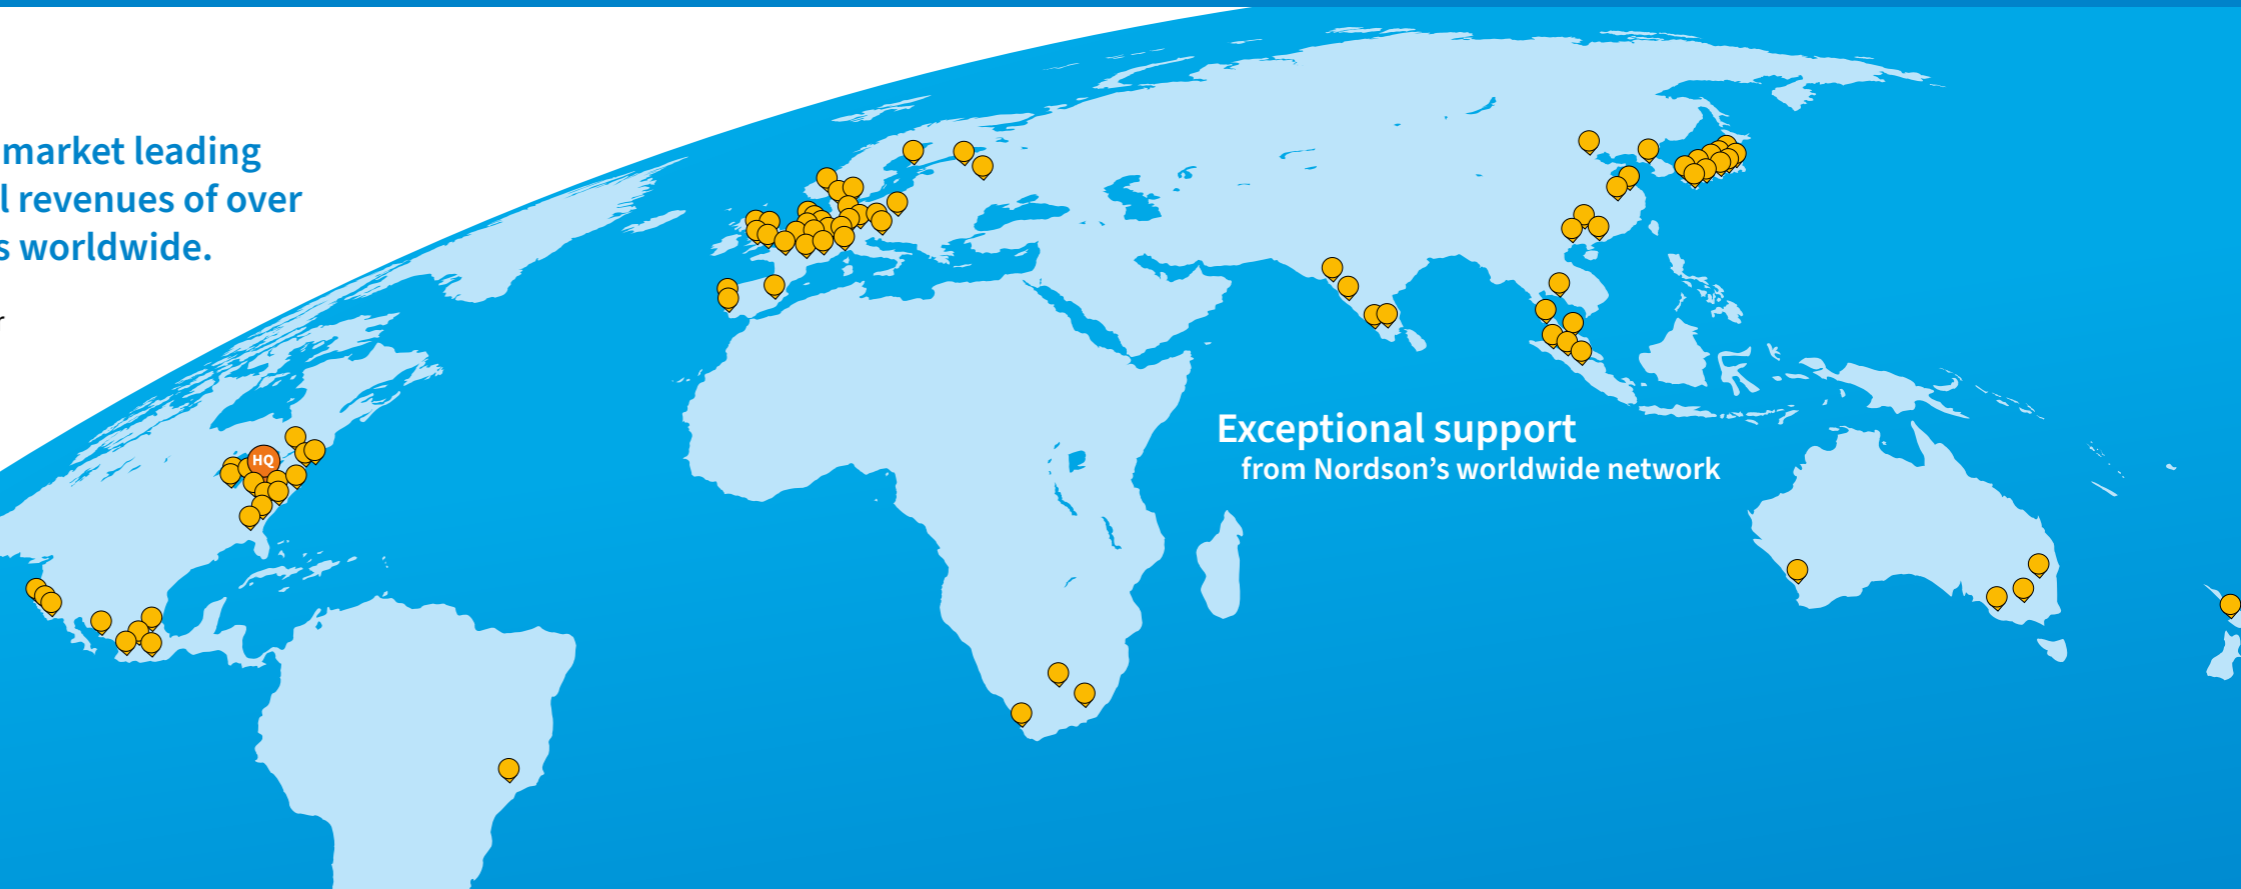 market leading
l revenues of over
s worldwide.
r
HQ
Exceptional support
from Nordson’s worldwide network